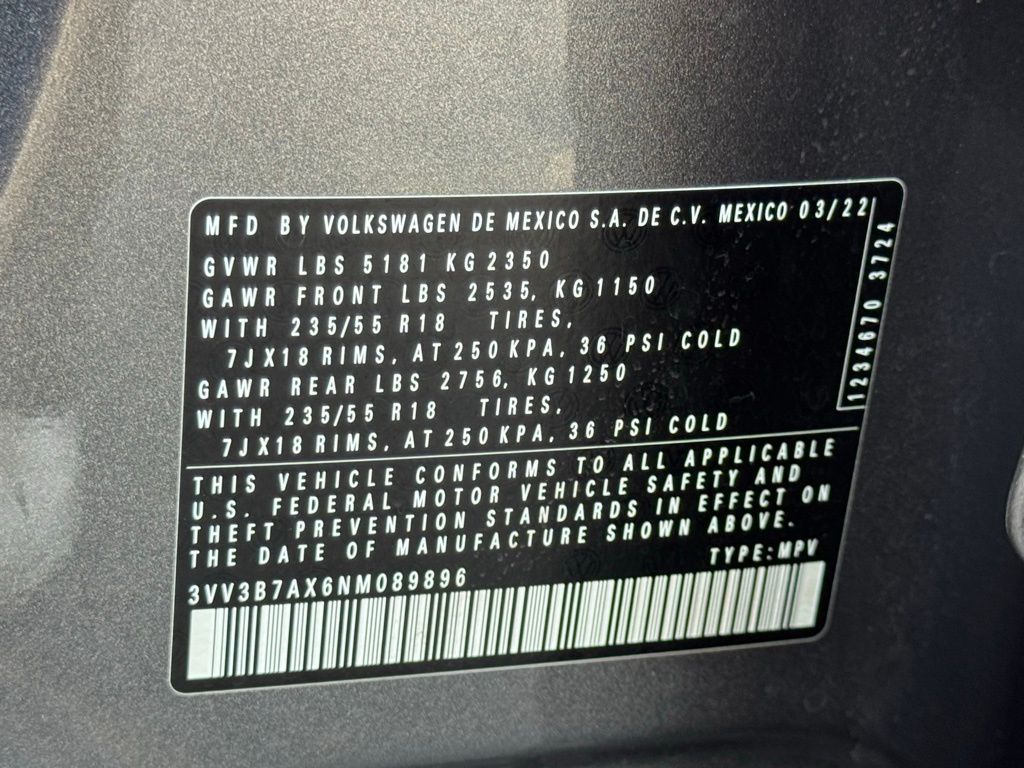 MFD BY VOLKSWAGEN DE MEXICO S.A. DE C.V. MEXICO 03/22
GVWR LBS 5181 KG 2350
GAWR FRONT LBS 2535, KG 1150
WITH 235/55 R18 TIRES,
7JX18 RIMS, AT 250 KPA, 36 PSI COLD
GAWR REAR LBS 2756, KG 1250
WITH 235/55 R18 TIRES,
7JX18 RIMS, AT 250 KPA, 36 PSI COLD
1234670 3724
THIS VEHICLE CONFORMS TO ALL APPLICABLE
U.S. FEDERAL MOTOR VEHICLE SAFETY AND
THEFT PREVENTION STANDARDS IN EFFECT ON
THE DATE OF MANUFACTURE SHOWN ABOVE.
3VV3B7AX6NM089896 TYPE:MPV